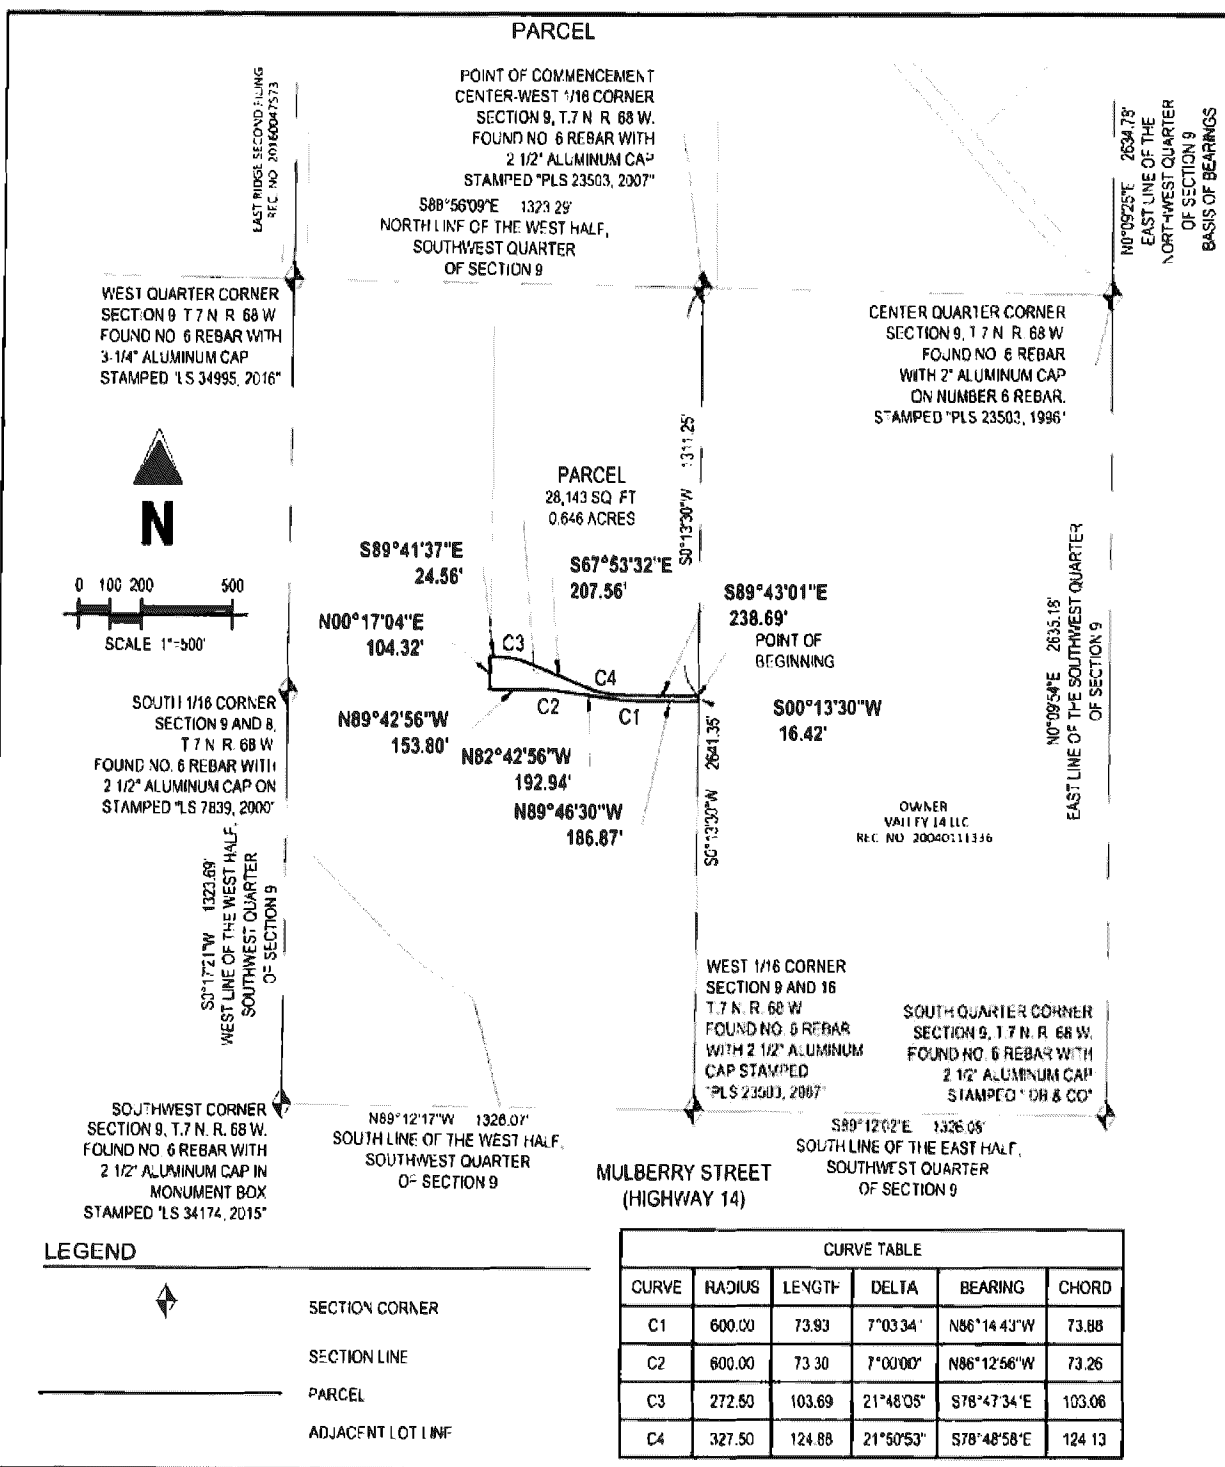 PARCEL
EAST RIDGE SECOND FILING
REC. NO 20160047573
POINT OF COMMENCEMENT
CENTER-WEST 1/16 CORNER
SECTION 9, T.7 N R 68 W.
FOUND NO 6 REBAR WITH
2 1/2" ALUMINUM CAP
STAMPED "PLS 23503, 2007"
S88°56'09"E 1323 29'
NORTH LINE OF THE WEST HALF,
SOUTHWEST QUARTER
OF SECTION 9
N0°09'25"E 2634.78'
EAST LINE OF THE
NORTHWEST QUARTER
OF SECTION 9
BASIS OF BEARINGS
WEST QUARTER CORNER
SECTION 9 T 7 N R 68 W
FOUND NO 6 REBAR WITH
3-1/4" ALUMINUM CAP
STAMPED "LS 34995, 2016"
CENTER QUARTER CORNER
SECTION 9, T 7 N R. 68 W
FOUND NO 6 REBAR
WITH 2" ALUMINUM CAP
ON NUMBER 6 REBAR.
STAMPED "PLS 23503, 1996'
N
0 100 200 500
SCALE 1"=500'
S0°13'30"W 1311.25'
PARCEL
28,143 SQ FT
0.646 ACRES
S89°41'37"E
24.56'
S67°53'32"E
207.56'
S89°43'01"E
238.69'
POINT OF
BEGINNING
N00°17'04"E
104.32'
C3
C4
C2
C1
S00°13'30"W
16.42'
N89°42'56"W
153.80'
N82°42'56"W
192.94'
N89°46'30"W
186.87'
S0°13'30"W 2641.35'
N0°09'54"E 2635.18'
EAST LINE OF THE SOUTHWEST QUARTER
OF SECTION 9
SOUTH 1/16 CORNER
SECTION 9 AND 8,
T 7 N R. 68 W
FOUND NO. 6 REBAR WITH
2 1/2" ALUMINUM CAP ON
STAMPED "LS 7839, 2000'
OWNER
VALLEY 14 LLC
REC NO 20040111336
S0°17'21"W 1323.69'
WEST LINE OF THE WEST HALF,
SOUTHWEST QUARTER
OF SECTION 9
WEST 1/16 CORNER
SECTION 9 AND 16
T.7 N. R. 68 W
FOUND NO. 6 REBAR
WITH 2 1/2" ALUMINUM
CAP STAMPED
"PLS 23503, 2007'
SOUTH QUARTER CORNER
SECTION 9, T.7 N. R 68 W.
FOUND NO. 6 REBAR WITH
2 1/2" ALUMINUM CAP
STAMPED " & CO"
SOUTHWEST CORNER
SECTION 9, T.7 N. R. 68 W.
FOUND NO 6 REBAR WITH
2 1/2" ALUMINUM CAP IN
MONUMENT BOX
STAMPED "LS 34174, 2015"
N89°12'17"W 1326.07'
SOUTH LINE OF THE WEST HALF,
SOUTHWEST QUARTER
OF SECTION 9
S89°12'02"E 1326.08'
SOUTH LINE OF THE EAST HALF,
SOUTHWEST QUARTER
OF SECTION 9
MULBERRY STREET
(HIGHWAY 14)
LEGEND
SECTION CORNER
SECTION LINE
PARCEL
ADJACENT LOT LINE
CURVE TABLE
CURVE RADIUS LENGTH DELTA BEARING CHORD
C1 600.00 73.93 7°03'34" N86°14'43"W 73.88
C2 600.00 73 30 7°00'00" N86°12'56"W 73.26
C3 272.50 103.69 21°48'05" S78°47'34"E 103.06
C4 327.50 124.88 21°50'53" S78°48'58"E 124 13